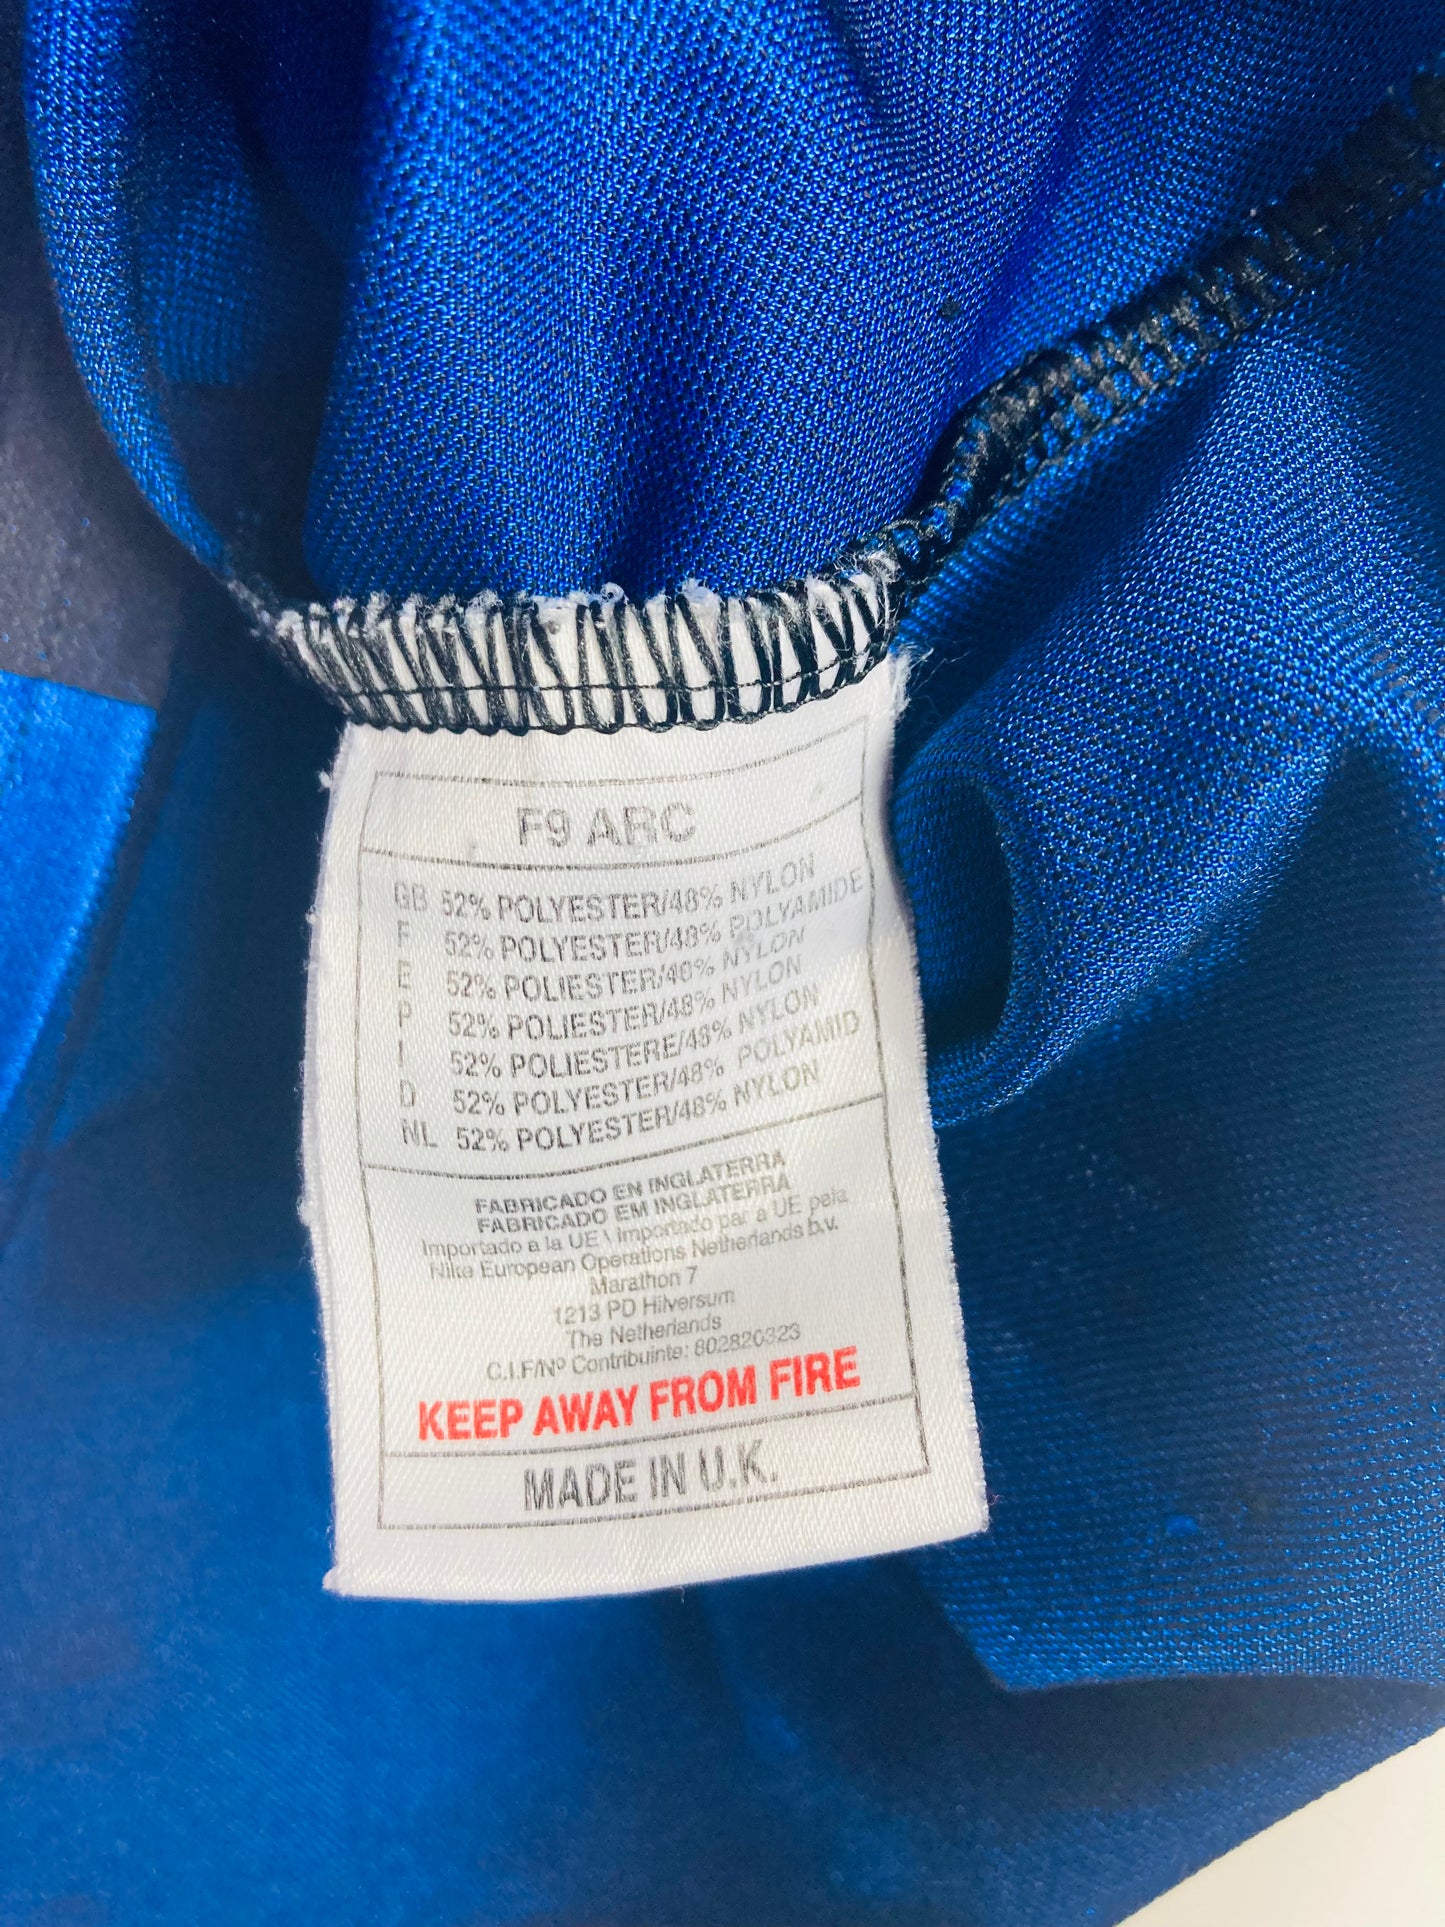 F9 ARC
GB 52% POLYESTER/48% NYLON
F 52% POLYESTER/48% POLYAMIDE
E 52% POLIESTER/48% NYLON
P 52% POLIESTER/48% NYLON
I 52% POLIESTERE/48% NYLON
D 52% POLYESTER/48% POLYAMID
NL 52% POLYESTER/48% NYLON
FABRICADO EN INGLATERRA
FABRICADO EM INGLATERRA
Importado a la UE \ Importado par a UE pela
Nike European Operations Netherlands b.v.
Marathon 7
1213 PD Hilversum
The Netherlands
C.I.F/Nº Contribuinte: 802820323
KEEP AWAY FROM FIRE
MADE IN U.K.